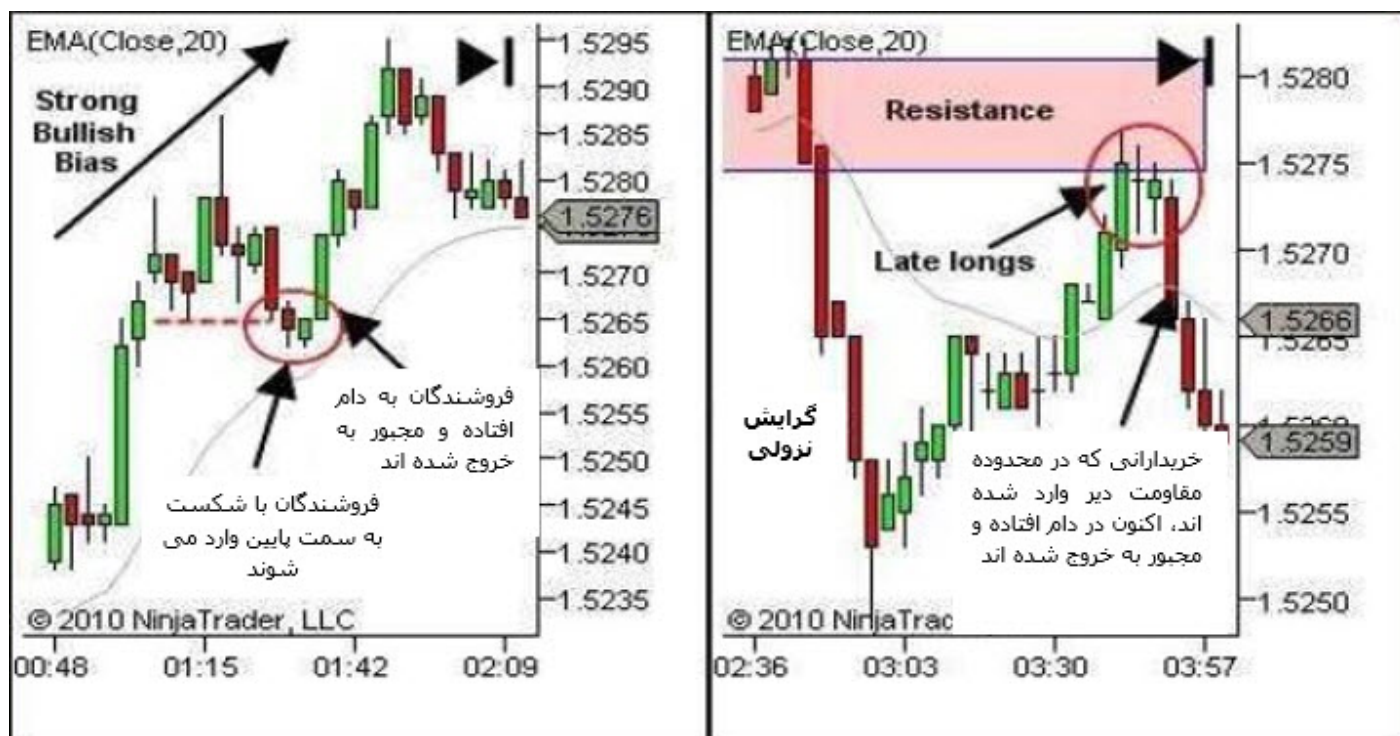 EMA(Close,20)
Strong
Bullish
Bias
1.5295
1.5290
1.5285
1.5280
1.5276
1.5270
1.5265
1.5260
1.5255
1.5250
1.5245
1.5240
1.5235
فروشندگان به دام
افتاده و مجبور به
خروج شده اند
فروشندگان با شکست
به سمت پایین وارد می
شوند
© 2010 NinjaTrader, LLC
00:48 01:15 01:42 02:09
EMA(Close,20)
Resistance
Late longs
1.5280
1.5275
1.5270
1.5266
1.5265
1.5259
1.5255
1.5250
گرایش
نزولی
خریدارانی که در محدوده
مقاومت دیر وارد شده
اند، اکنون در دام افتاده و
مجبور به خروج شده اند
© 2010 NinjaTrac
02:36 03:03 03:30 03:57